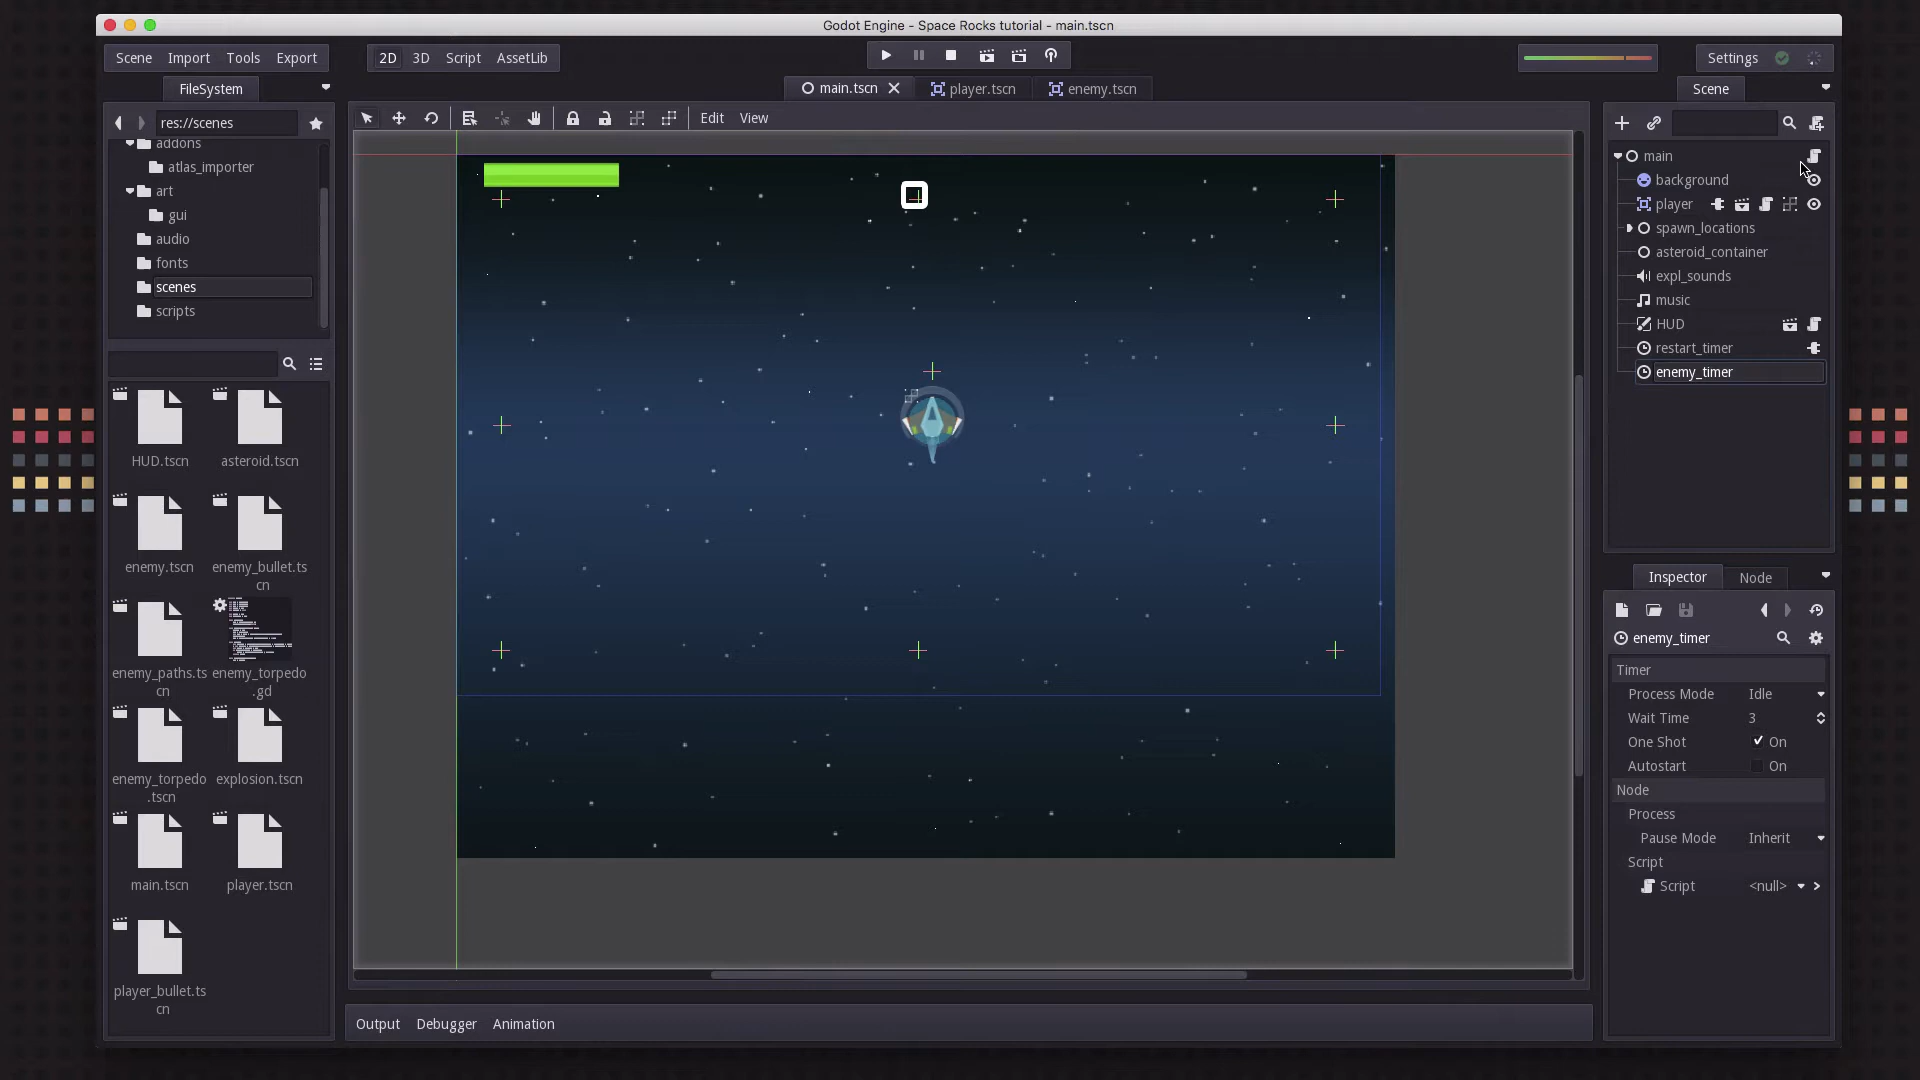 Godot Engine - Space Rocks tutorial - main.tscn
Scene Import Tools Export
2D 3D Script AssetLib
Settings
FileSystem
main.tscn
player.tscn
enemy.tscn
Scene
res://scenes
addons
atlas_importer
art
gui
audio
fonts
scenes
scripts
HUD.tscn
asteroid.tscn
enemy.tscn
enemy_bullet.ts
cn
enemy_paths.ts
cn
enemy_torpedo
.gd
enemy_torpedo
.tscn
explosion.tscn
main.tscn
player.tscn
player_bullet.ts
cn
Edit View
main
background
player
spawn_locations
asteroid_container
expl_sounds
music
HUD
restart_timer
enemy_timer
Inspector
Node
enemy_timer
Timer
Process Mode Idle
Wait Time 3
One Shot On
Autostart On
Node
Process
Pause Mode Inherit
Script
Script <null>
Output Debugger Animation